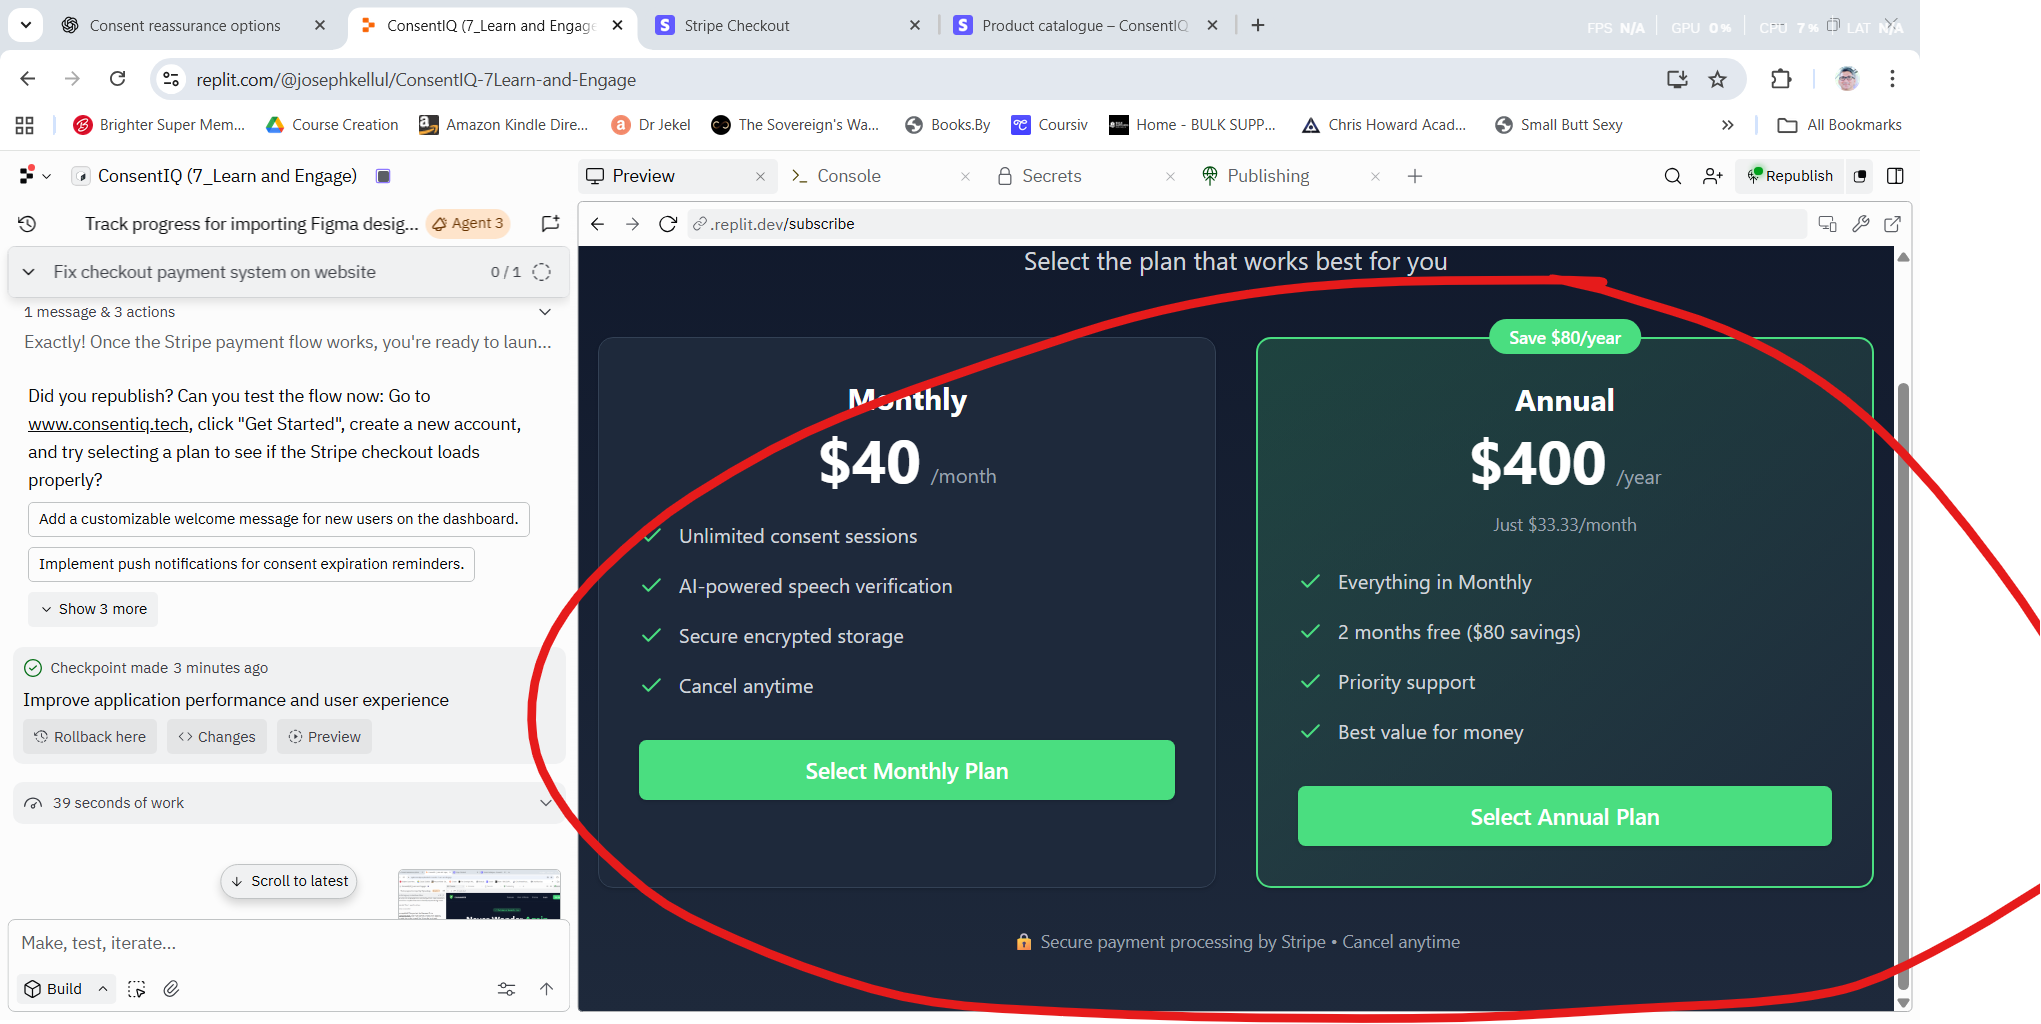 Consent reassurance options
ConsentIQ (7_Learn and Engage
Stripe Checkout
Product catalogue – ConsentIQ
FPS N/A GPU 0% CPU 7% LAT N/A
replit.com/@josephkellul/ConsentIQ-7Learn-and-Engage
Brighter Super Mem...
Course Creation
Amazon Kindle Dire...
Dr Jekel
The Sovereign's Wa...
Books.By
Coursiv
Home - BULK SUPP...
Chris Howard Acad...
Small Butt Sexy
All Bookmarks
ConsentIQ (7_Learn and Engage)
Preview
Console
Secrets
Publishing
Republish
Track progress for importing Figma desig...
Agent 3
.replit.dev/subscribe
Fix checkout payment system on website
0 / 1
1 message & 3 actions
Exactly! Once the Stripe payment flow works, you're ready to laun...
Did you republish? Can you test the flow now: Go to
www.consentiq.tech, click "Get Started", create a new account,
and try selecting a plan to see if the Stripe checkout loads
properly?
Add a customizable welcome message for new users on the dashboard.
Implement push notifications for consent expiration reminders.
Show 3 more
Checkpoint made 3 minutes ago
Improve application performance and user experience
Rollback here
Changes
Preview
39 seconds of work
Scroll to latest
Make, test, iterate...
Build
Select the plan that works best for you
Monthly
$40 /month
Unlimited consent sessions
AI-powered speech verification
Secure encrypted storage
Cancel anytime
Select Monthly Plan
Save $80/year
Annual
$400 /year
Just $33.33/month
Everything in Monthly
2 months free ($80 savings)
Priority support
Best value for money
Select Annual Plan
Secure payment processing by Stripe • Cancel anytime